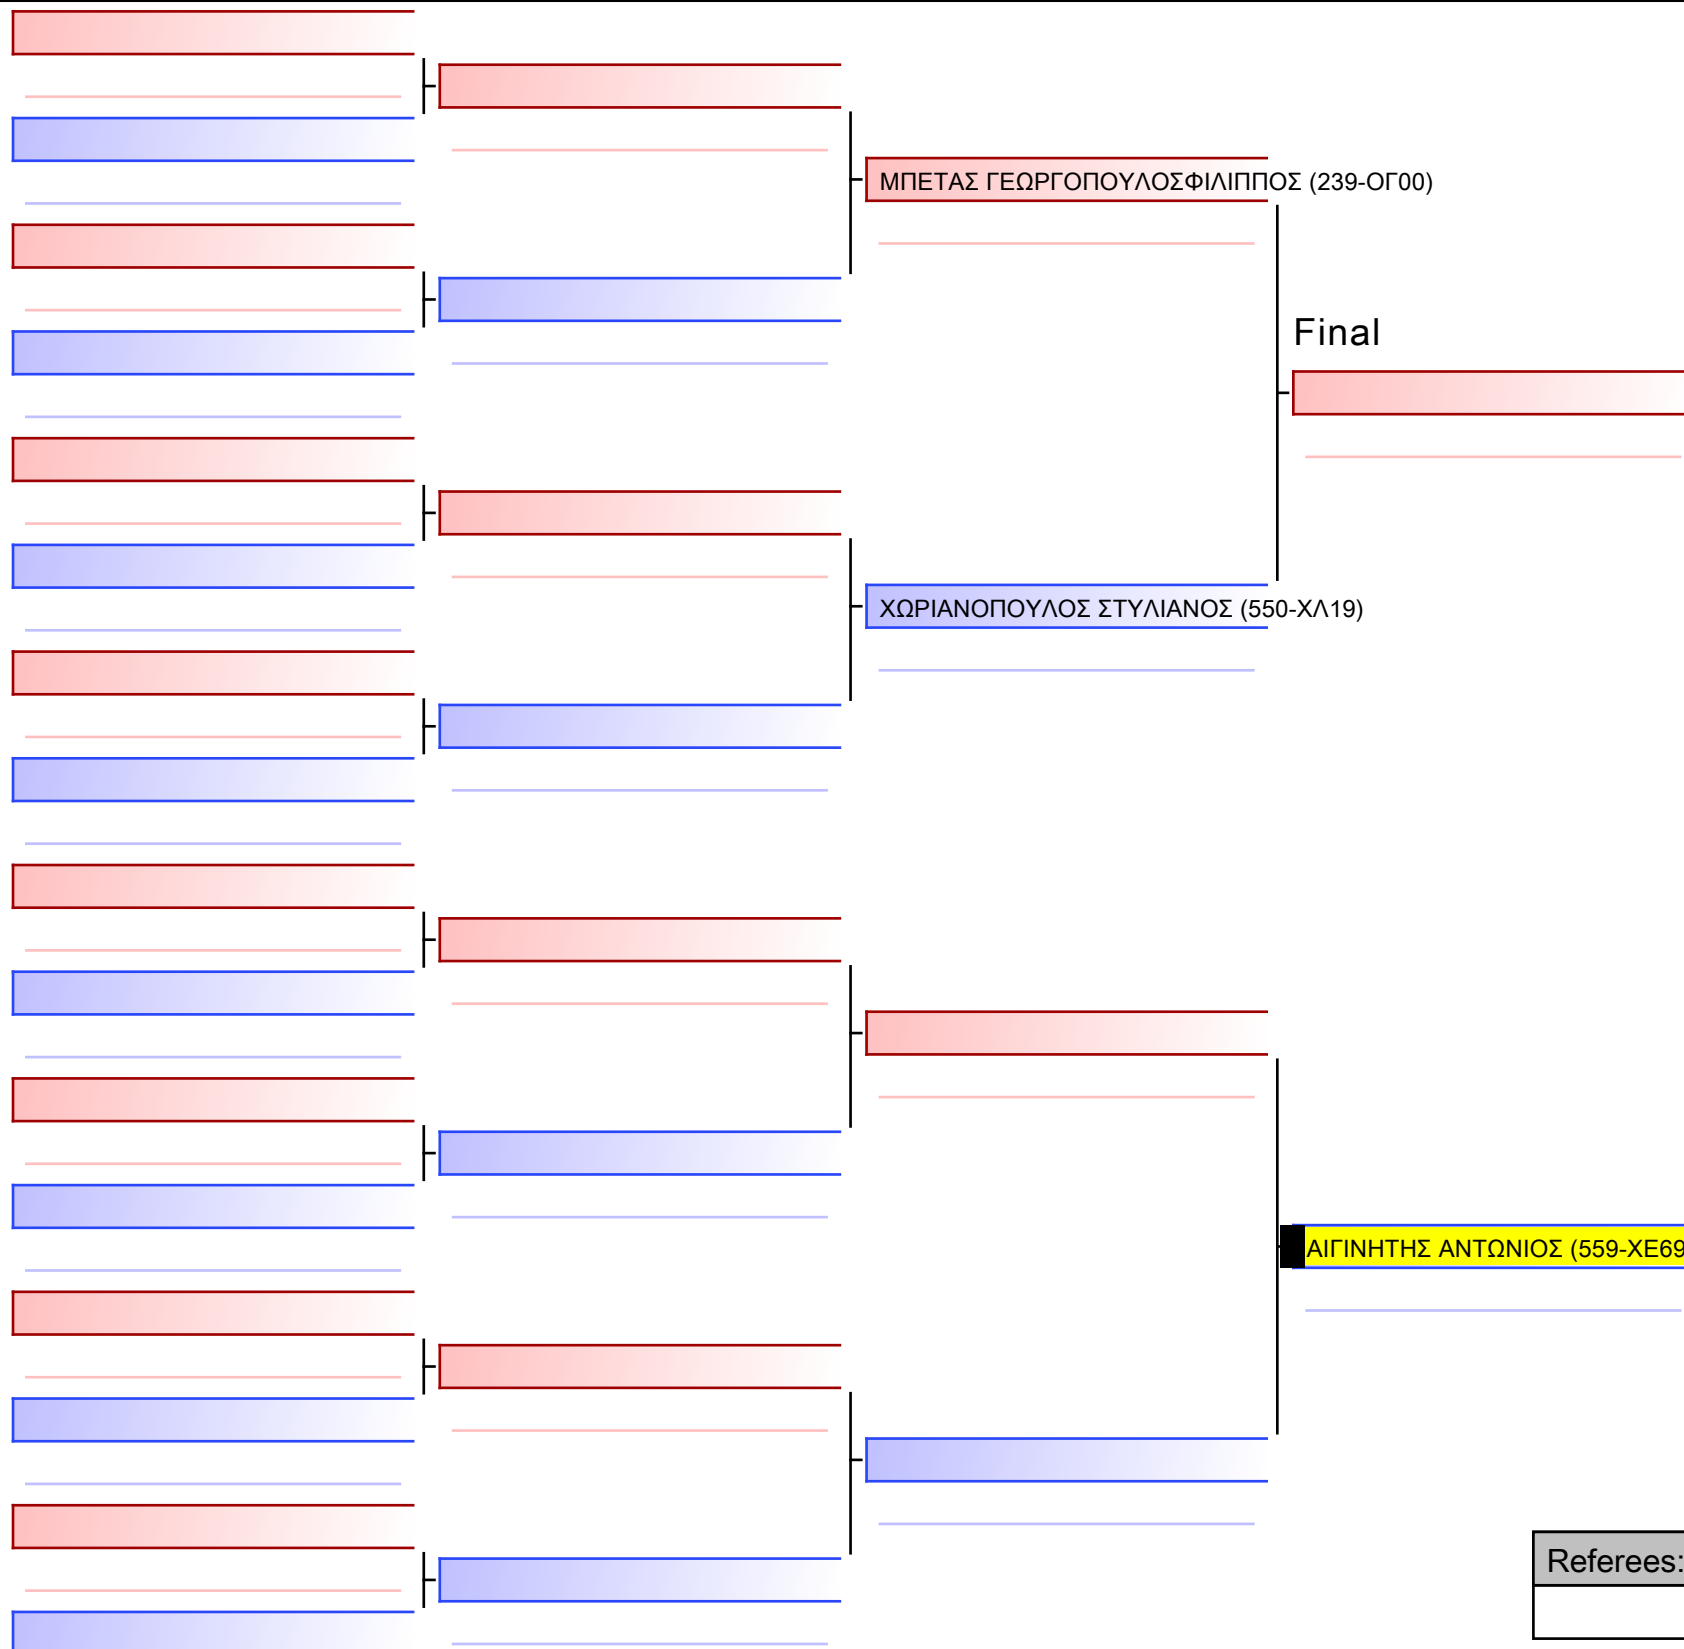 ΜΠΕΤΑΣ ΓΕΩΡΓΟΠΟΥΛΟΣΦΙΛΙΠΠΟΣ (239-ΟΓ00)
Final
ΧΩΡΙΑΝΟΠΟΥΛΟΣ ΣΤΥΛΙΑΝΟΣ (550-ΧΛ19)
ΑΙΓΙΝΗΤΗΣ ΑΝΤΩΝΙΟΣ (559-ΧΕ69
Referees: